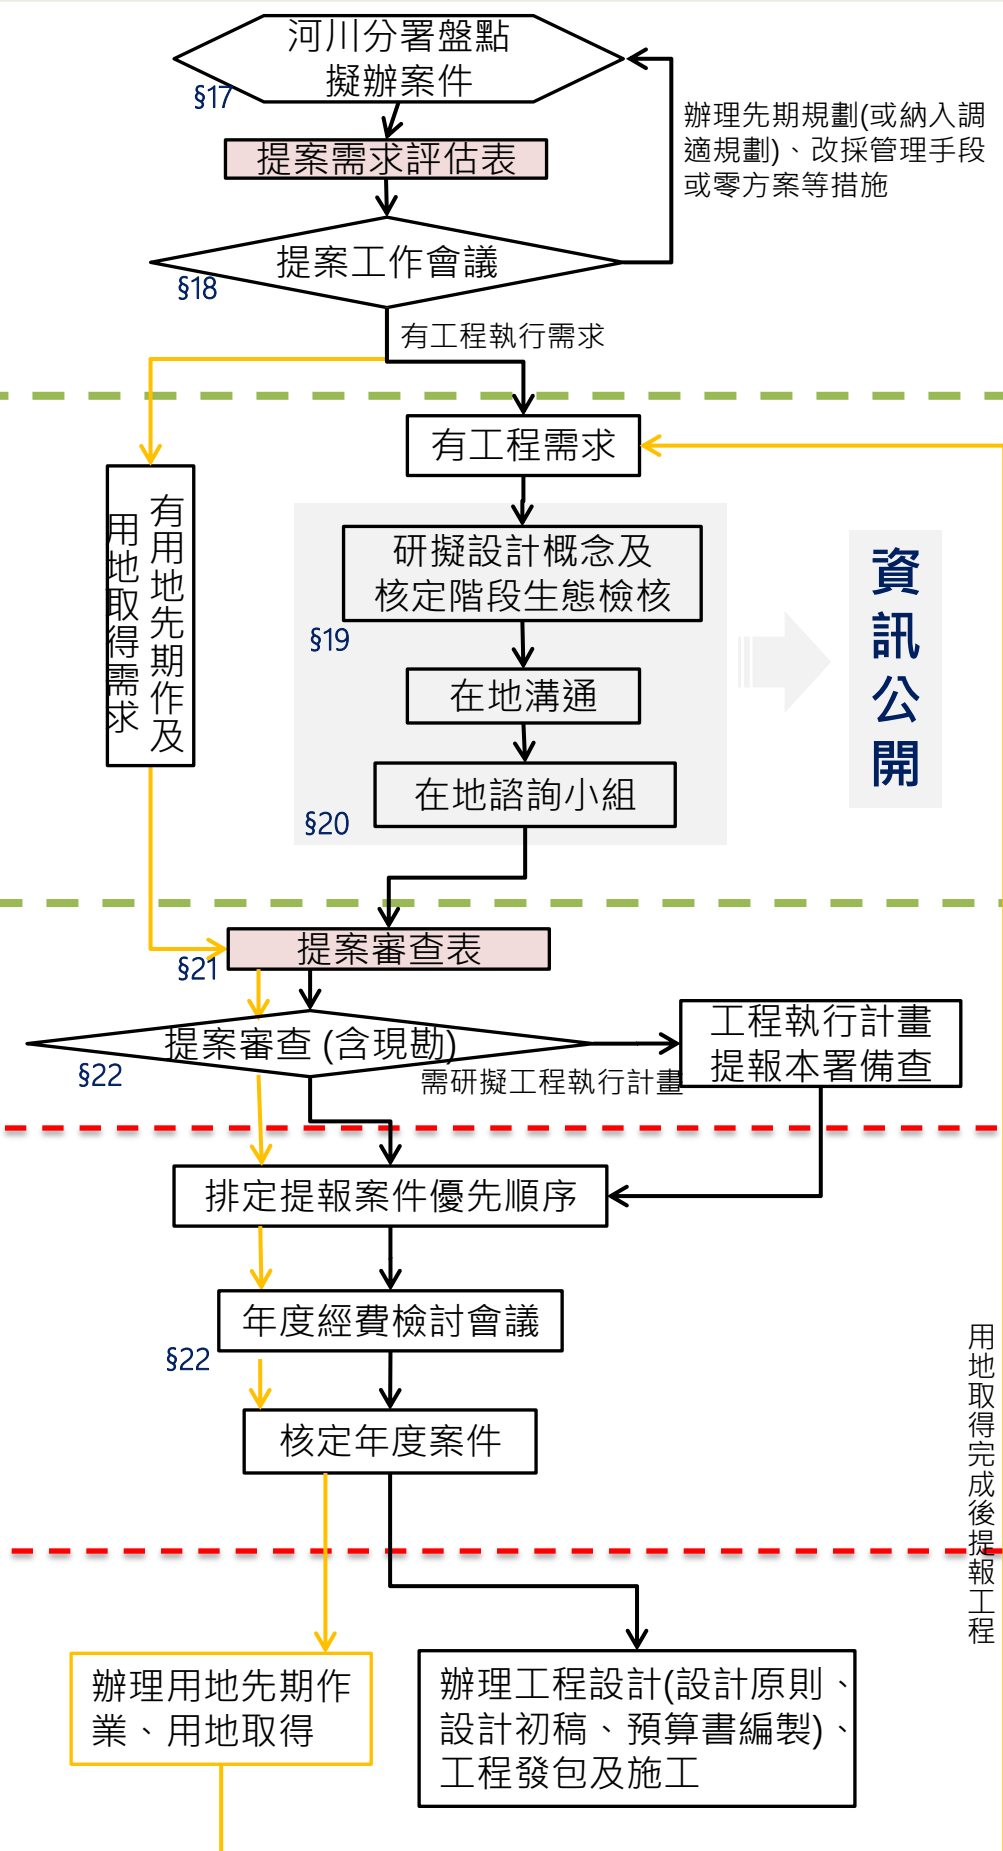 河川分署盤點
擬辦案件
§17
辦理先期規劃(或納入調
適規劃)、改採管理手段
或零方案等措施
提案需求評估表
提案工作會議
§18
有工程執行需求
有工程需求
有用地先期作及
用地取得需求
研擬設計概念及
核定階段生態檢核
§19
在地溝通
在地諮詢小組
§20
資訊公開
提案審查表
§21
提案審查 (含現勘)
§22
需研擬工程執行計畫
工程執行計畫
提報本署備查
排定提報案件優先順序
年度經費檢討會議
§22
核定年度案件
用地取得完成後提報工程
辦理用地先期作
業、用地取得
辦理工程設計(設計原則、
設計初稿、預算書編製)、
工程發包及施工